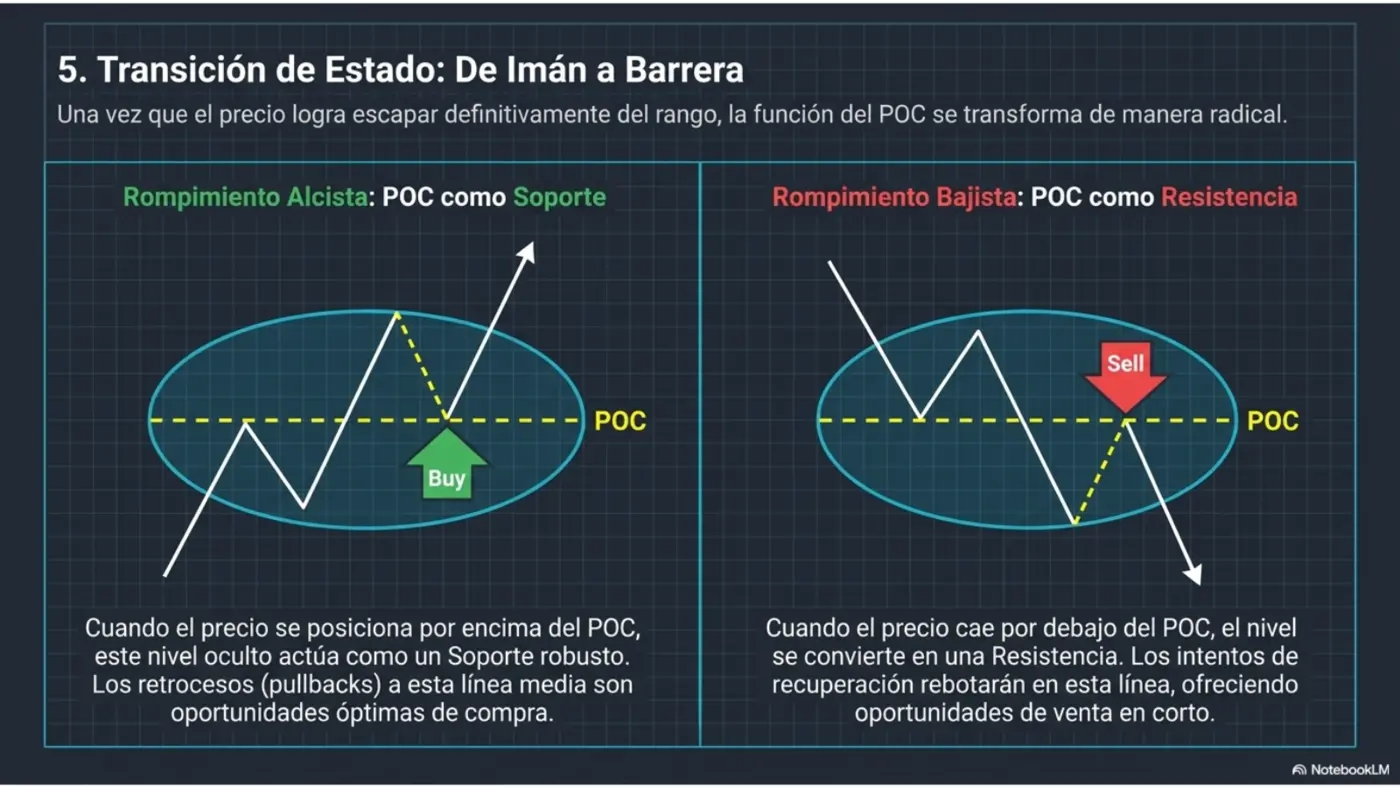 5. Transición de Estado: De Imán a Barrera
Una vez que el precio logra escapar definitivamente del rango, la función del POC se transforma de manera radical.
Rompimiento Alcista: POC como Soporte
POC
Buy
Cuando el precio se posiciona por encima del POC,
este nivel oculto actúa como un Soporte robusto.
Los retrocesos (pullbacks) a esta línea media son
oportunidades óptimas de compra.
Rompimiento Bajista: POC como Resistencia
Sell
POC
Cuando el precio cae por debajo del POC, el nivel
se convierte en una Resistencia. Los intentos de
recuperación rebotarán en esta línea, ofreciendo
oportunidades de venta en corto.
NotebookLM